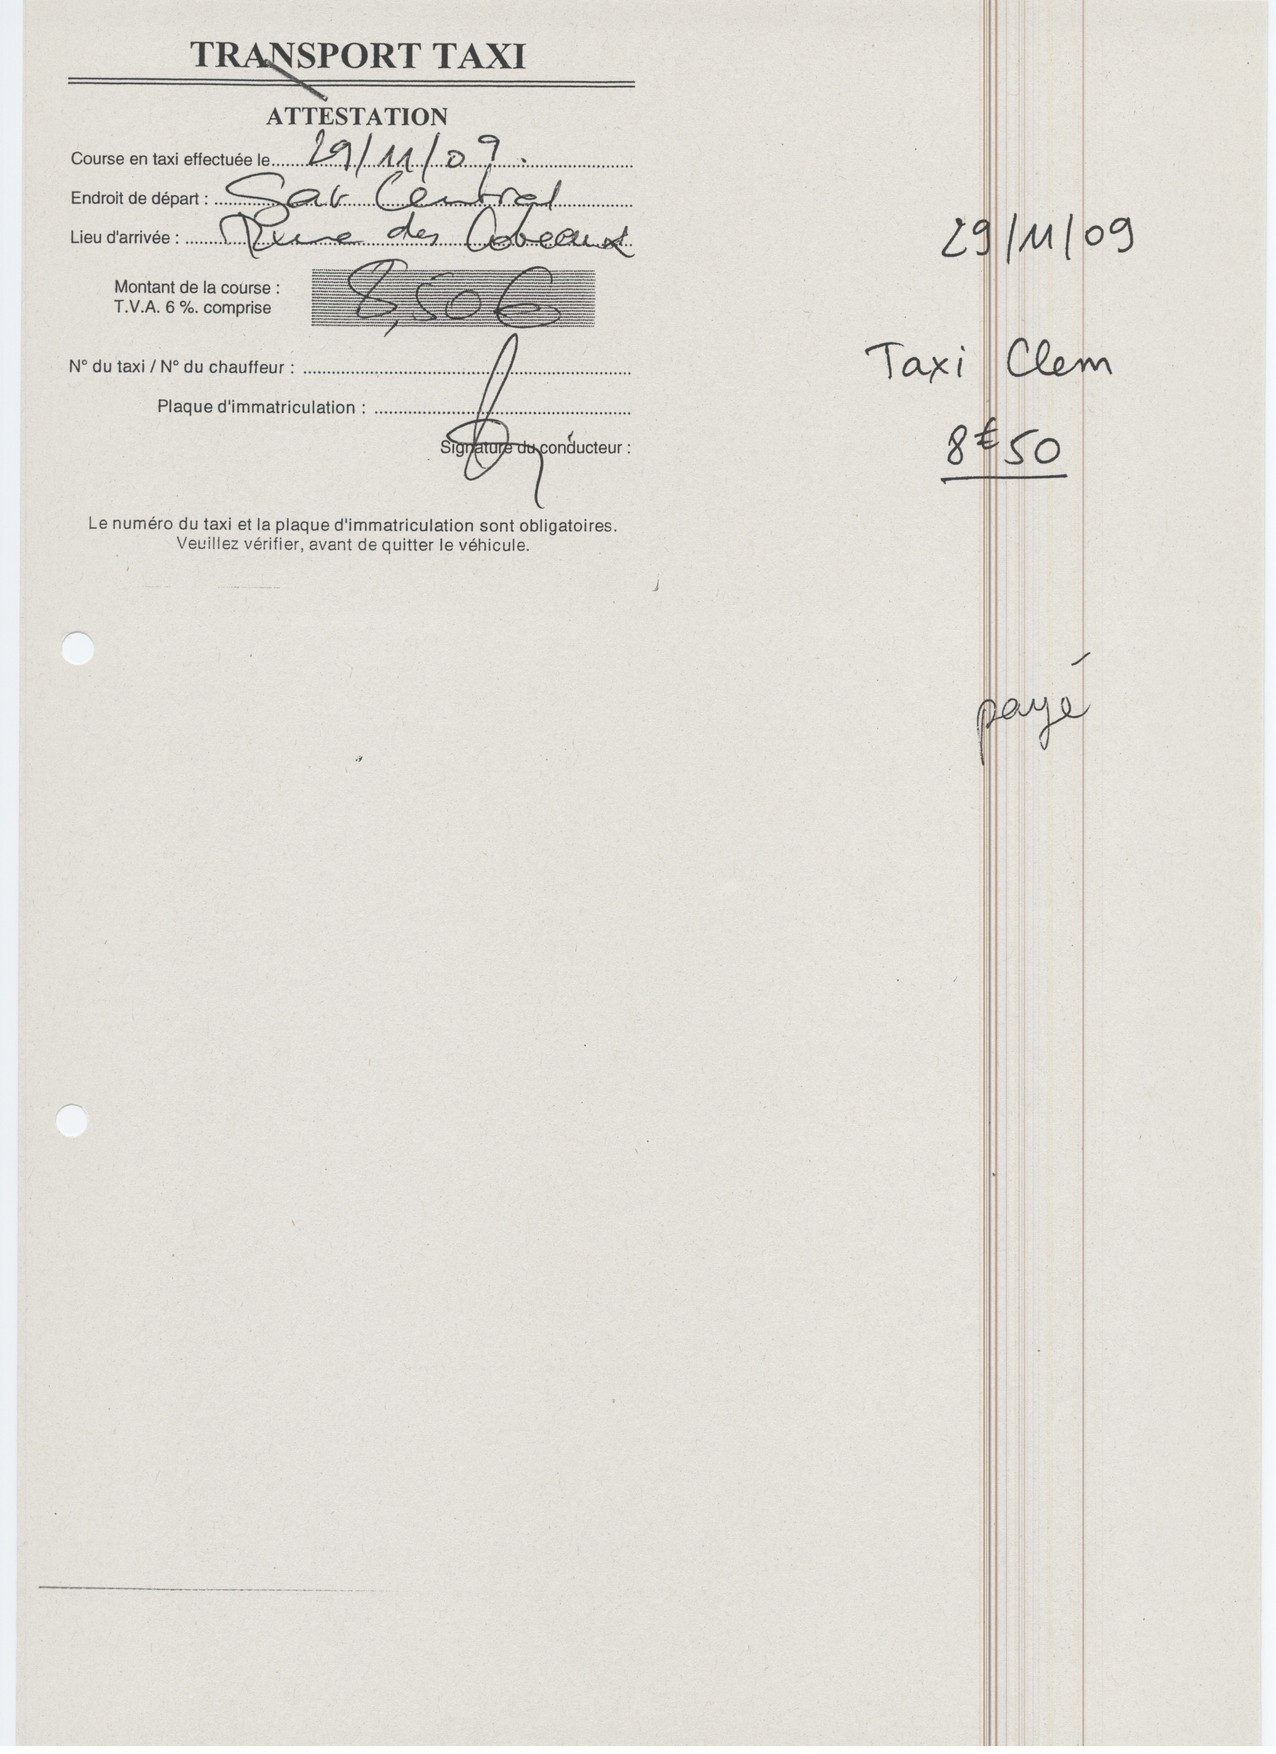 TRANSPORT TAXI
ATTESTATION
Course en taxi effectuée le 29/11/09
Endroit de départ : Central
Lieu d'arrivée : Rue des
Montant de la course :
T.V.A. 6 %. comprise 8,50 €
N° du taxi / N° du chauffeur :
Plaque d'immatriculation :
Signature du conducteur :
Le numéro du taxi et la plaque d'immatriculation sont obligatoires.
Veuillez vérifier, avant de quitter le véhicule.
29/11/09
Taxi Clem
8€50
payé